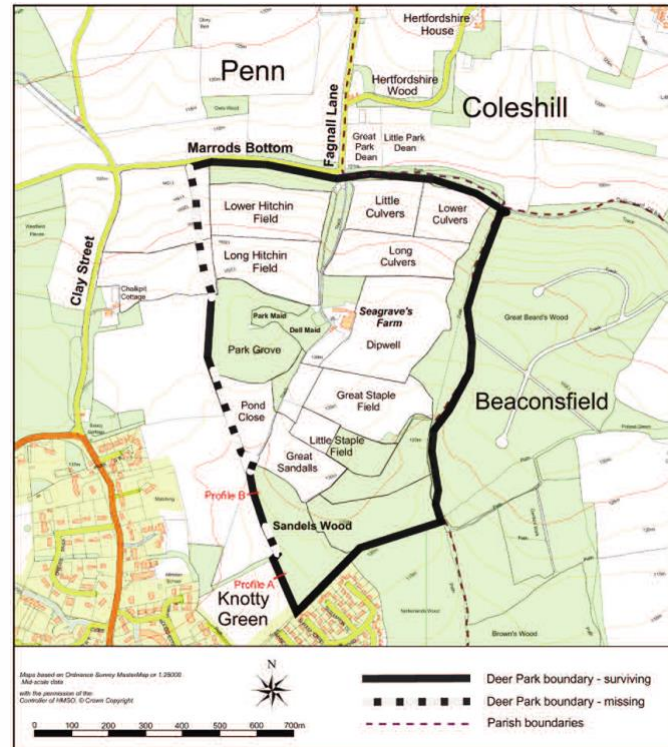 Hertfordshire
House
Penn
Hertfordshire
Wood
Coleshill
Fagnall Lane
Great
Park
Dean
Little Park
Dean
Marrods Bottom
Clay Street
Lower Hitchin
Field
Little
Culvers
Lower
Culvers
Long Hitchin
Field
Long
Culvers
Chalkpit
Cottage
Park Maid
Dell Maid
Seagrave's
Farm
Dipwell
Great Beard's Wood
Park Grove
Great Staple
Field
Beaconsfield
Pond
Close
Little Staple
Field
Great
Sandalls
Profile B
Sandels Wood
Profile A
Knotty
Green
Netherlands Wood
Brown's Wood
Maps based on Ordnance Survey MasterMap or 1:25000
Mid-scale data
with the permission of the
Controller of HMSO. © Crown Copyright
N
0 100 200 300 400 500 600 700m
Deer Park boundary - surviving
Deer Park boundary - missing
Parish boundaries